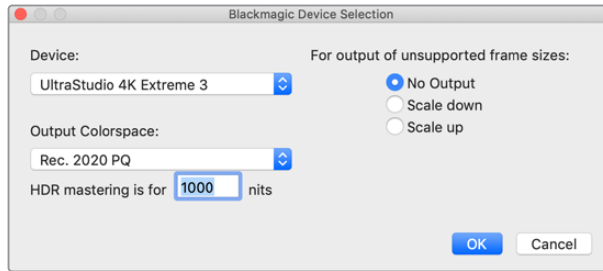 Blackmagic Device Selection
Device:
UltraStudio 4K Extreme 3
Output Colorspace:
Rec. 2020 PQ
HDR mastering is for 1000 nits
For output of unsupported frame sizes:
No Output
Scale down
Scale up
OK Cancel